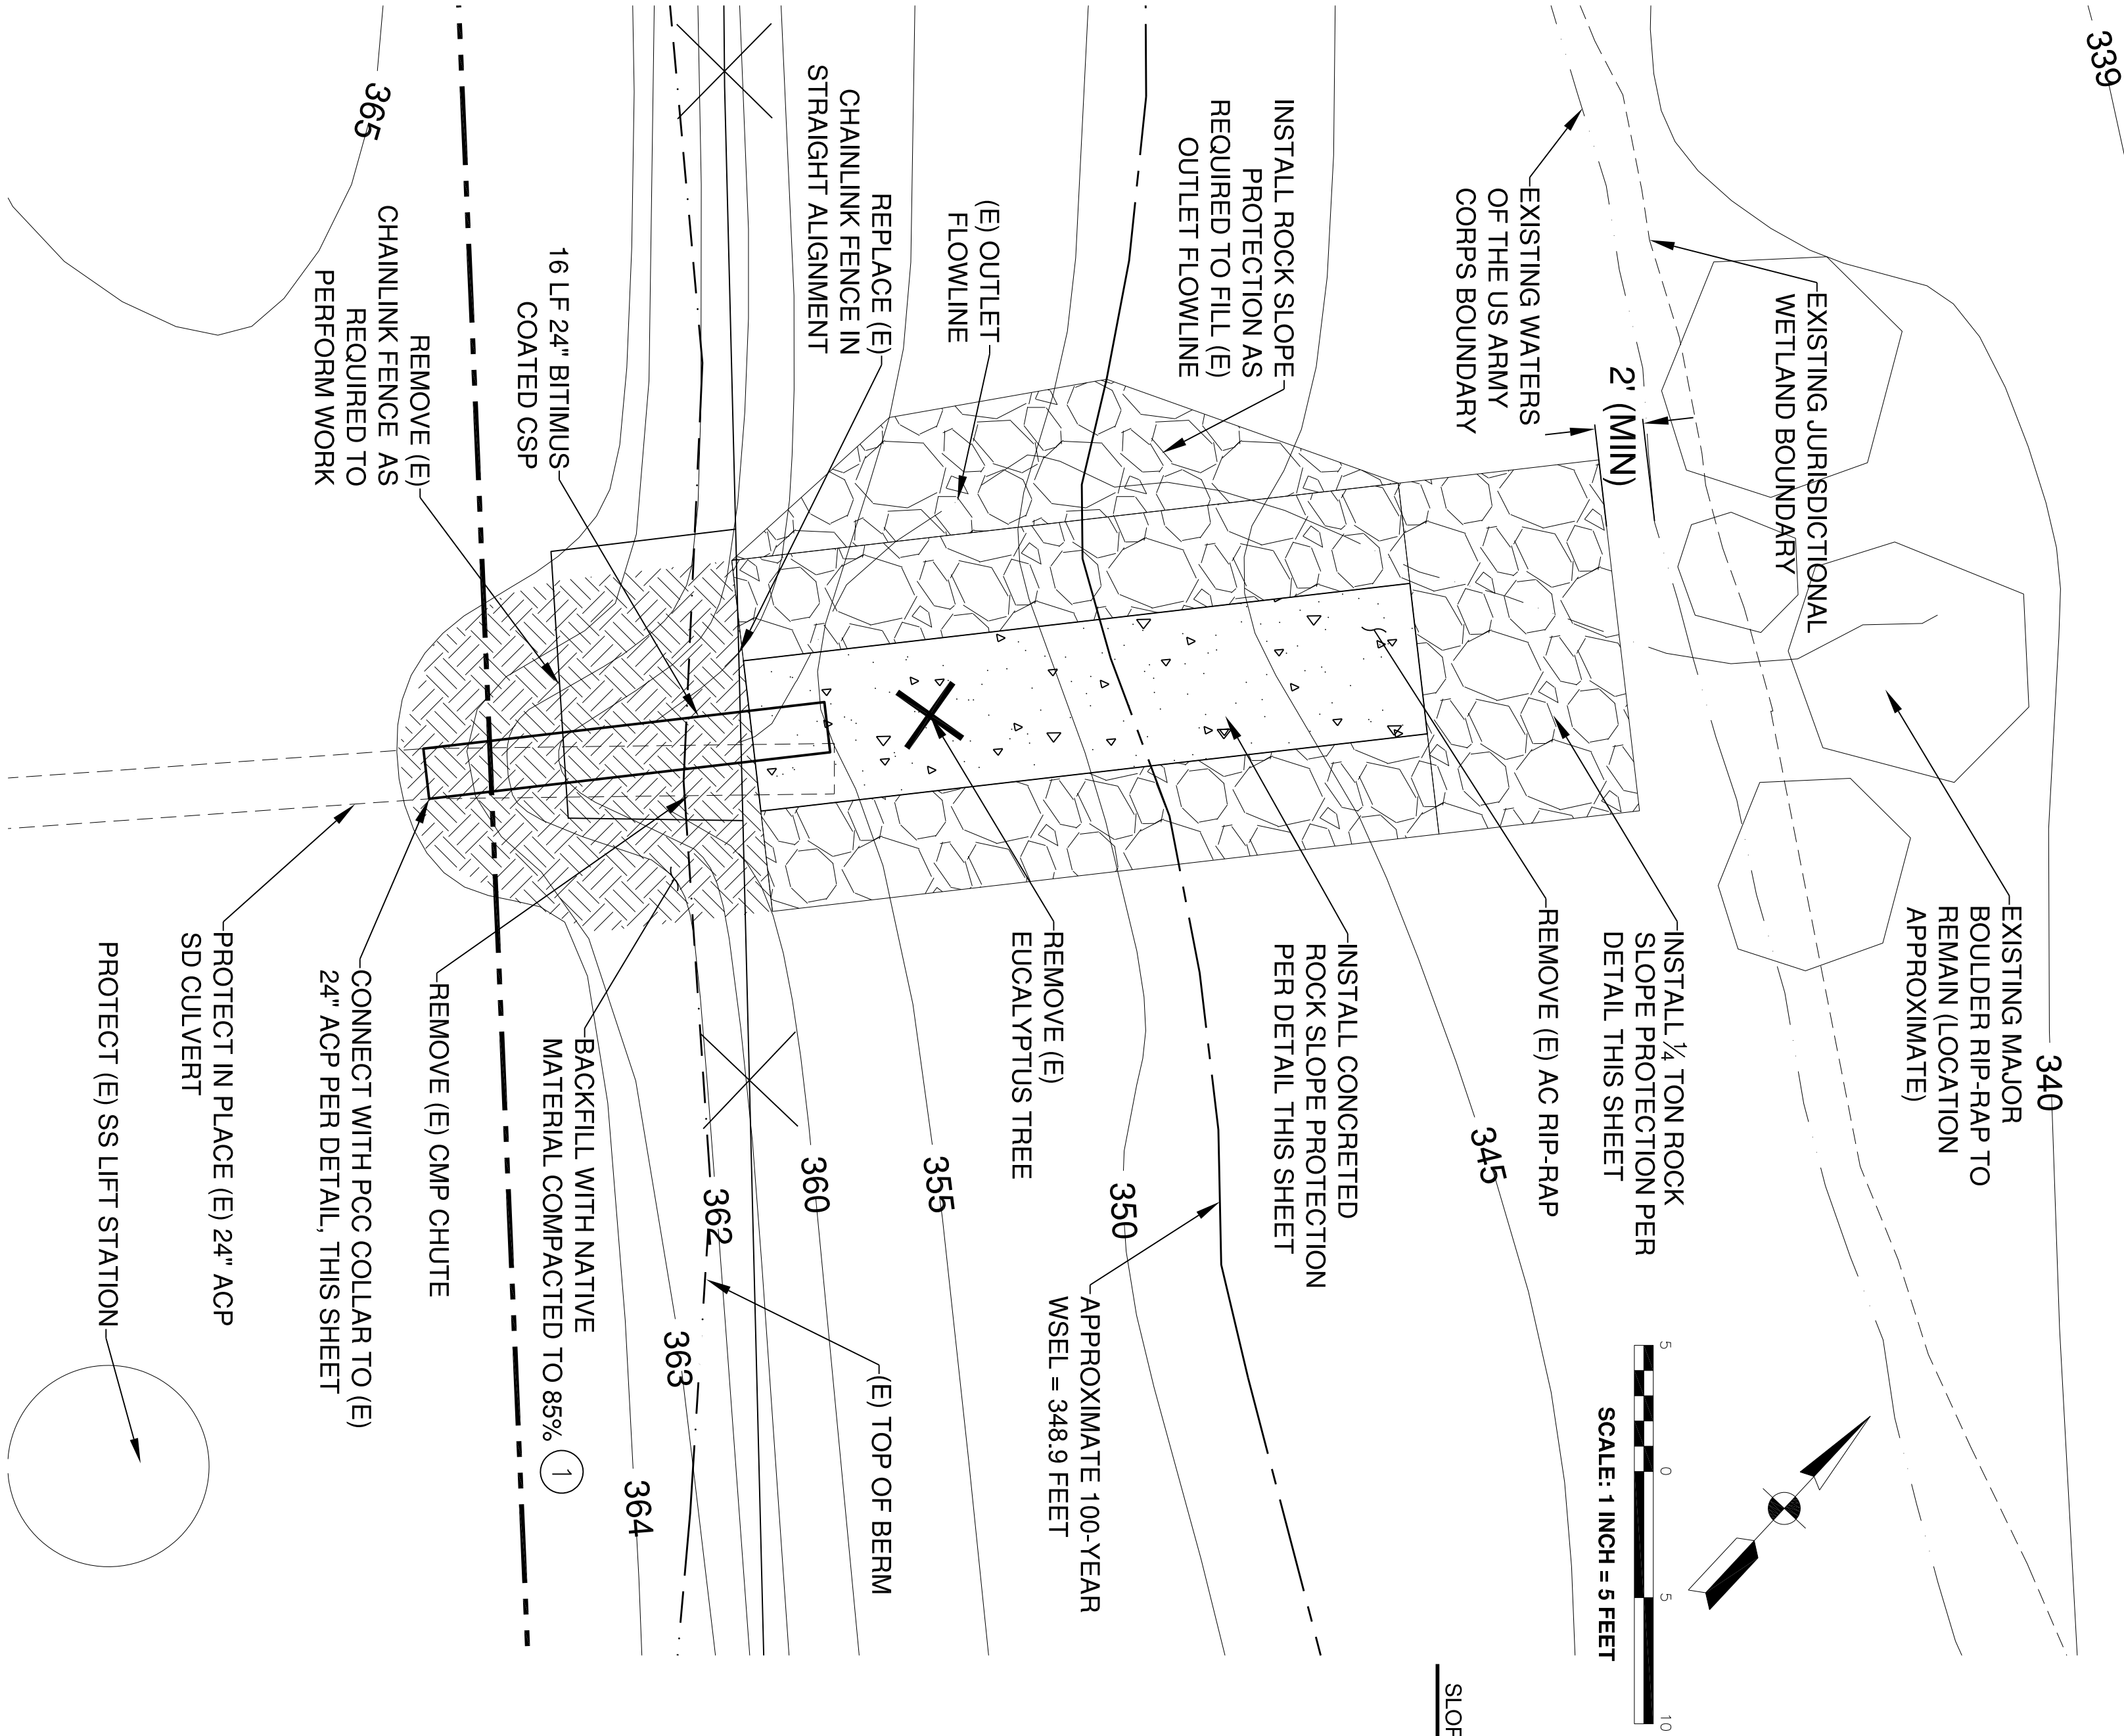 339
365
340
EXISTING JURISDICTIONAL
WETLAND BOUNDARY
EXISTING WATERS
OF THE US ARMY
CORPS BOUNDARY
2' (MIN)
INSTALL ROCK SLOPE
PROTECTION AS
REQUIRED TO FILL (E)
OUTLET FLOWLINE
(E) OUTLET
FLOWLINE
REPLACE (E)
CHAINLINK FENCE IN
STRAIGHT ALIGNMENT
16 LF 24" BITIMUS
COATED CSP
REMOVE (E)
CHAINLINK FENCE AS
REQUIRED TO
PERFORM WORK
EXISTING MAJOR
BOULDER RIP-RAP TO
REMAIN (LOCATION
APPROXIMATE)
INSTALL ¼ TON ROCK
SLOPE PROTECTION PER
DETAIL THIS SHEET
REMOVE (E) AC RIP-RAP
INSTALL CONCRETED
ROCK SLOPE PROTECTION
PER DETAIL THIS SHEET
REMOVE (E)
EUCALYPTUS TREE
BACKFILL WITH NATIVE
MATERIAL COMPACTED TO 85% 1
REMOVE (E) CMP CHUTE
CONNECT WITH PCC COLLAR TO (E)
24" ACP PER DETAIL, THIS SHEET
PROTECT IN PLACE (E) 24" ACP
SD CULVERT
PROTECT (E) SS LIFT STATION
345
350
355
360
362
363
364
APPROXIMATE 100-YEAR
WSEL = 348.9 FEET
(E) TOP OF BERM
5 0 5 10
SCALE: 1 INCH = 5 FEET